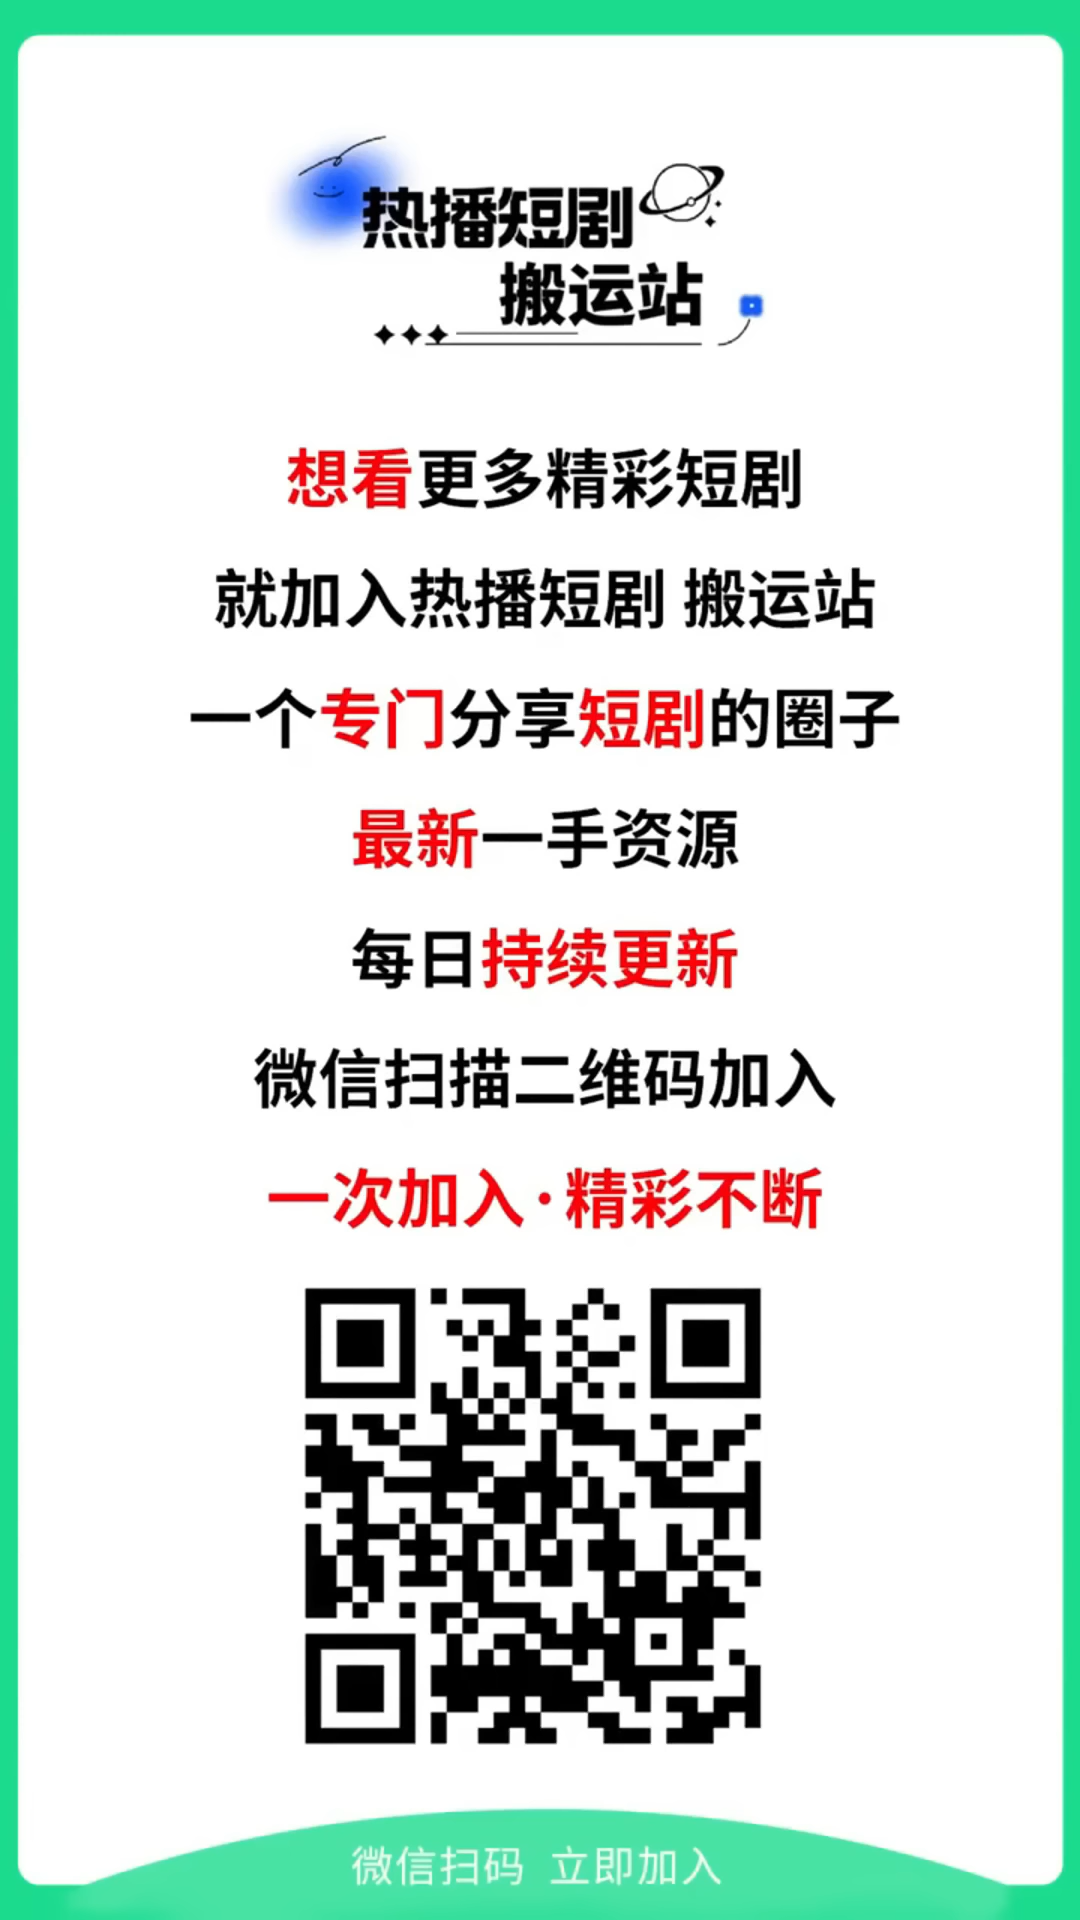 热播短剧
搬运站
想看更多精彩短剧
就加入热播短剧 搬运站
一个专门分享短剧的圈子
最新一手资源
每日持续更新
微信扫描二维码加入
一次加入·精彩不断
微信扫码 立即加入